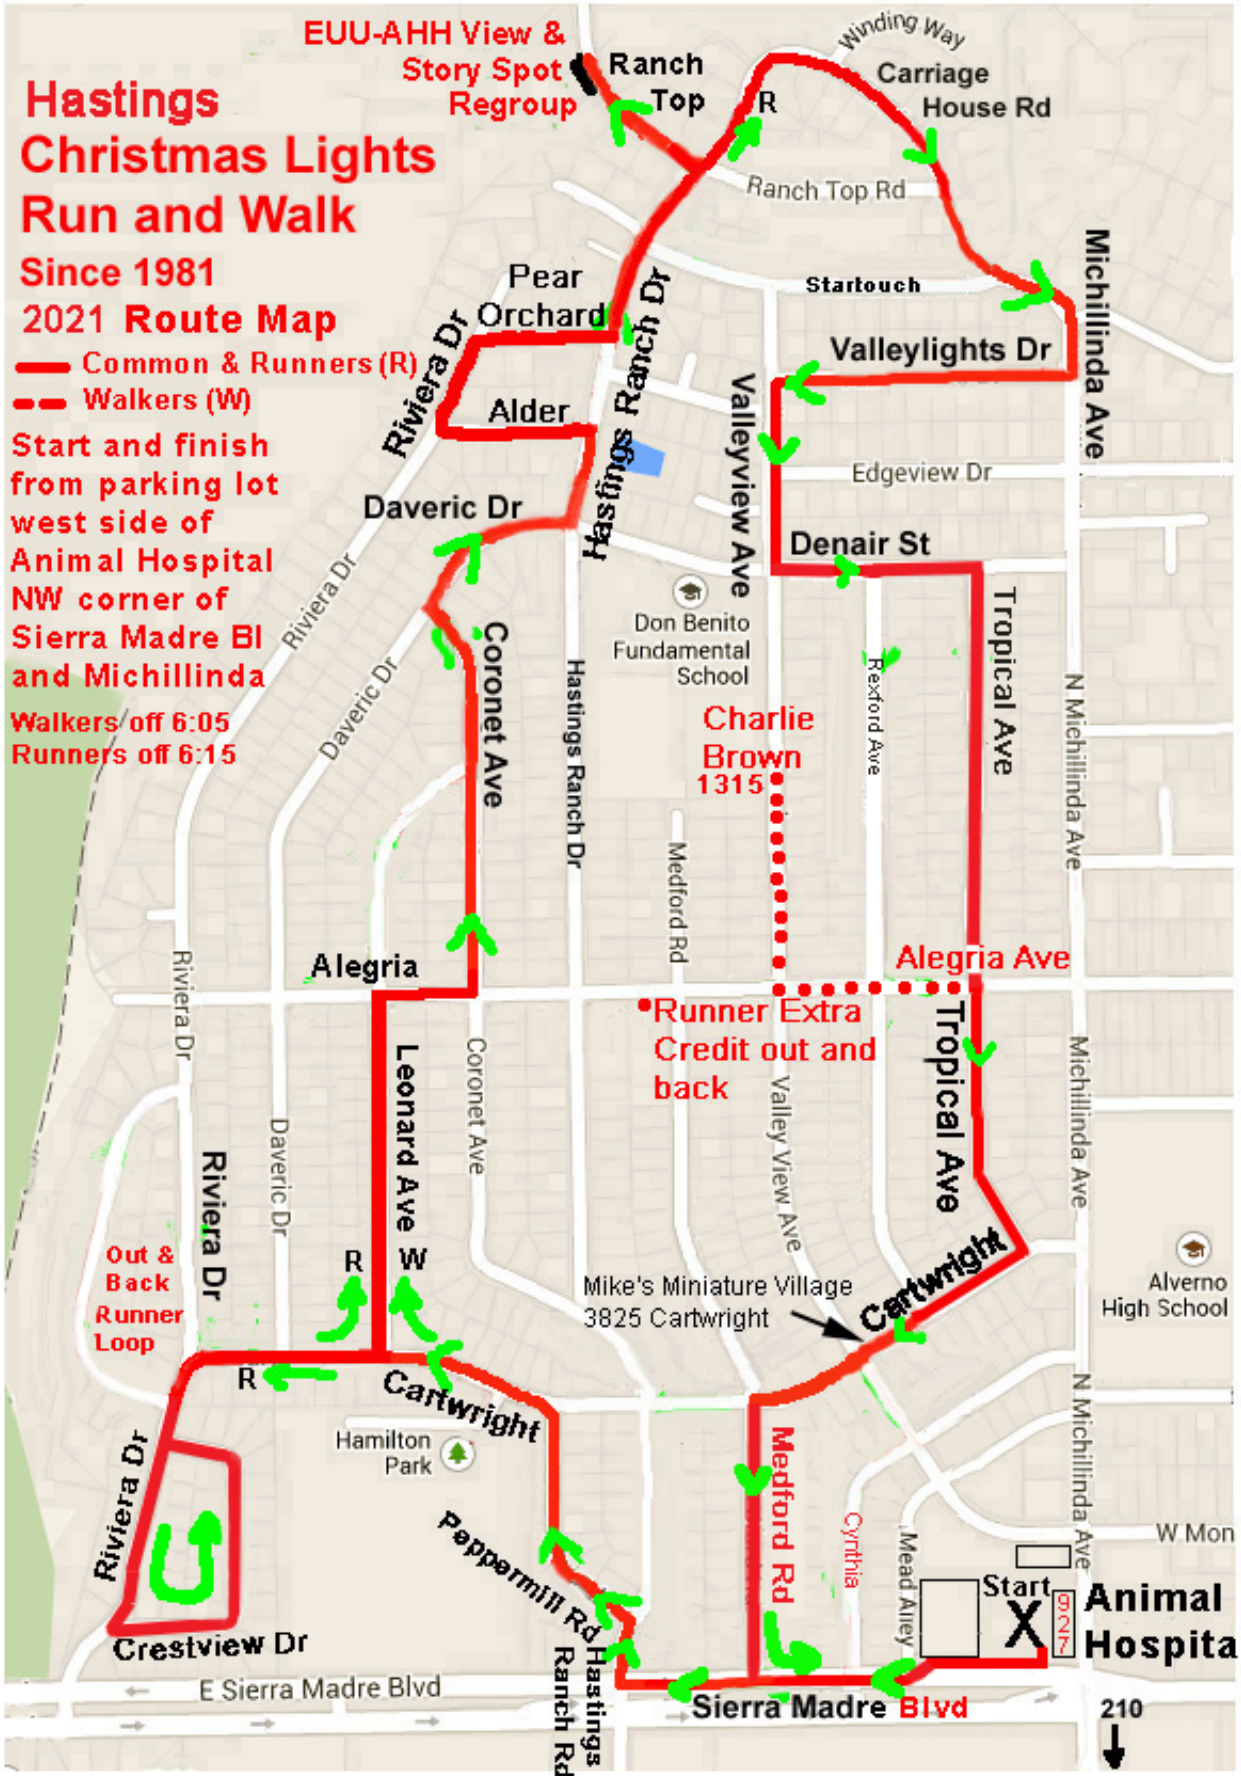 EUU-AHH View &
Story Spot
Regroup
Ranch
Top
Winding Way
Carriage
House Rd
R
Ranch Top Rd
Hastings
Christmas Lights
Run and Walk
Since 1981
2021 Route Map
Common & Runners (R)
Walkers (W)
Start and finish
from parking lot
west side of
Animal Hospital
NW corner of
Sierra Madre Bl
and Michillinda
Walkers off 6:05
Runners off 6:15
Pear
Orchard
Startouch
Michillinda Ave
Riviera Dr
Hastings Ranch Dr
Valleylights Dr
Alder
Valleyview Ave
Edgeview Dr
Daveric Dr
Denair St
Riviera Dr
Don Benito
Fundamental
School
Tropical Ave
Coronet Ave
Daveric Dr
Hastings Ranch Dr
Rexford Ave
N Michillinda Ave
Charlie
Brown
1315
Medford Rd
Alegria
Alegria Ave
Riviera Dr
Runner Extra
Credit out and
back
Tropical Ave
Leonard Ave
Coronet Ave
Valley View Ave
Michillinda Ave
Daveric Dr
Riviera Dr
Out &
Back
Runner
Loop
R
W
Mike's Miniature Village
3825 Cartwright
Cartwright
Alverno
High School
R
Cartwright
Hamilton
Park
Riviera Dr
Medford Rd
N Michillinda Ave
Peppermill Rd
Cynthia
Mead Alley
W Mon
Start
X
927
Animal
Hospita
Crestview Dr
Hastings
Ranch Rd
E Sierra Madre Blvd
Sierra Madre Blvd
210